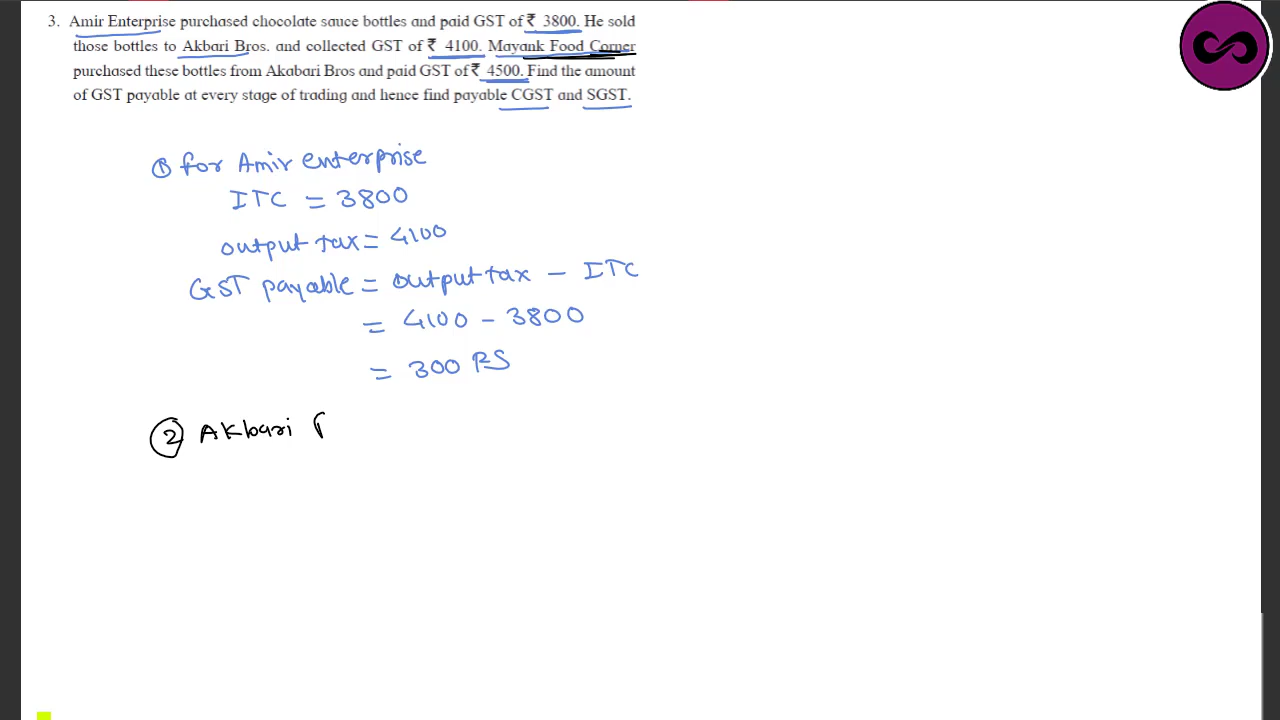 3. Amir Enterprise purchased chocolate sauce bottles and paid GST of ₹ 3800. He sold
those bottles to Akbari Bros. and collected GST of ₹ 4100. Mayank Food Corner
purchased these bottles from Akabari Bros and paid GST of ₹ 4500. Find the amount
of GST payable at every stage of trading and hence find payable CGST and SGST.
① for Amir enterprise
ITC = 3800
output tax = 4100
GST payable = output tax - ITC
= 4100 - 3800
= 300 RS
② Akbari